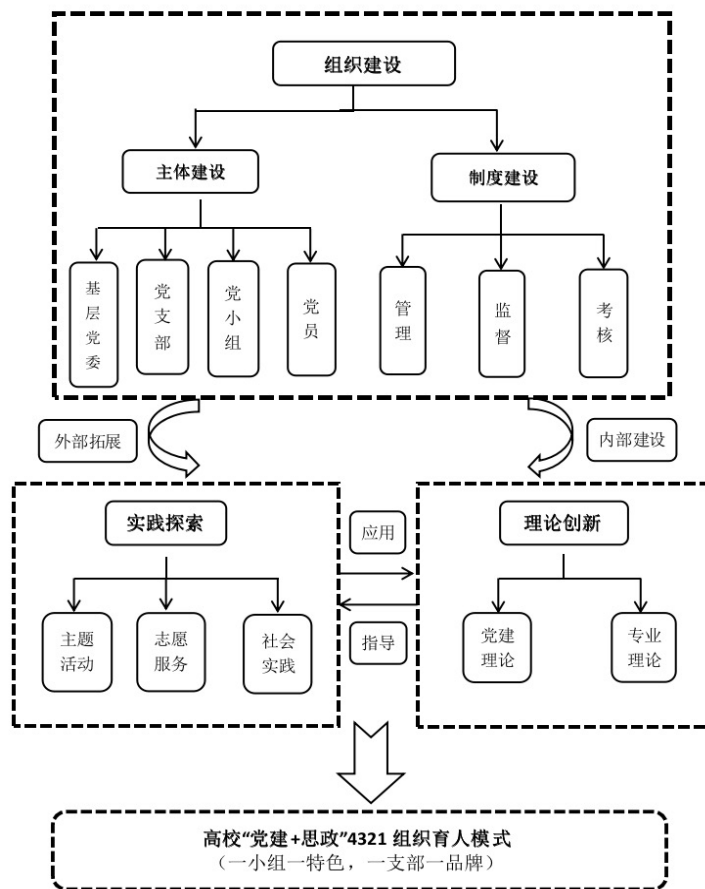 组织建设
主体建设
制度建设
基层党委
党支部
党小组
党员
管理
监督
考核
外部拓展
内部建设
实践探索
应用
理论创新
主题
活动
志愿
服务
社会
实践
指导
党建
理论
专业
理论
高校“党建+思政”4321 组织育人模式
（一小组一特色，一支部一品牌）